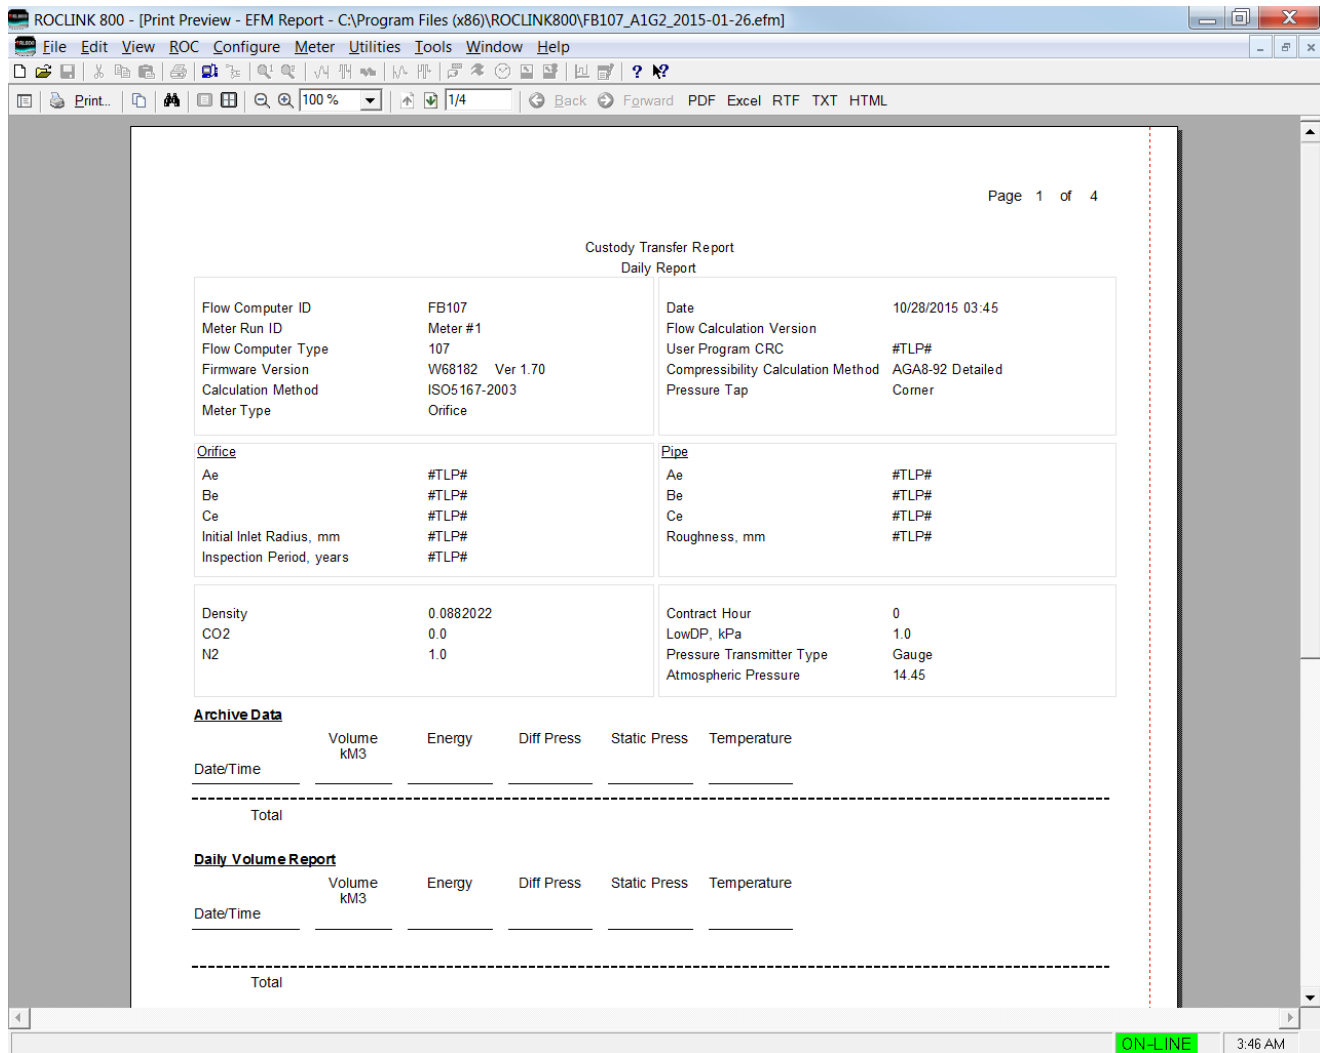 ROCLINK 800 - [Print Preview - EFM Report - C:\Program Files (x86)\ROCLINK800\FB107_A1G2_2015-01-26.efm]
File Edit View ROC Configure Meter Utilities Tools Window Help
Print... 100 % 1/4 Back Forward PDF Excel RTF TXT HTML
Page 1 of 4
Custody Transfer Report
Daily Report
Flow Computer ID FB107
Meter Run ID Meter #1
Flow Computer Type 107
Firmware Version W68182 Ver 1.70
Calculation Method ISO5167-2003
Meter Type Orifice
Date 10/28/2015 03:45
Flow Calculation Version
User Program CRC #TLP#
Compressibility Calculation Method AGA8-92 Detailed
Pressure Tap Corner
Orifice
Ae #TLP#
Be #TLP#
Ce #TLP#
Initial Inlet Radius, mm #TLP#
Inspection Period, years #TLP#
Pipe
Ae #TLP#
Be #TLP#
Ce #TLP#
Roughness, mm #TLP#
Density 0.0882022
CO2 0.0
N2 1.0
Contract Hour 0
LowDP, kPa 1.0
Pressure Transmitter Type Gauge
Atmospheric Pressure 14.45
Archive Data
Volume Energy Diff Press Static Press Temperature
kM3
Date/Time
Total
Daily Volume Report
Volume Energy Diff Press Static Press Temperature
kM3
Date/Time
Total
ON-LINE 3:46 AM